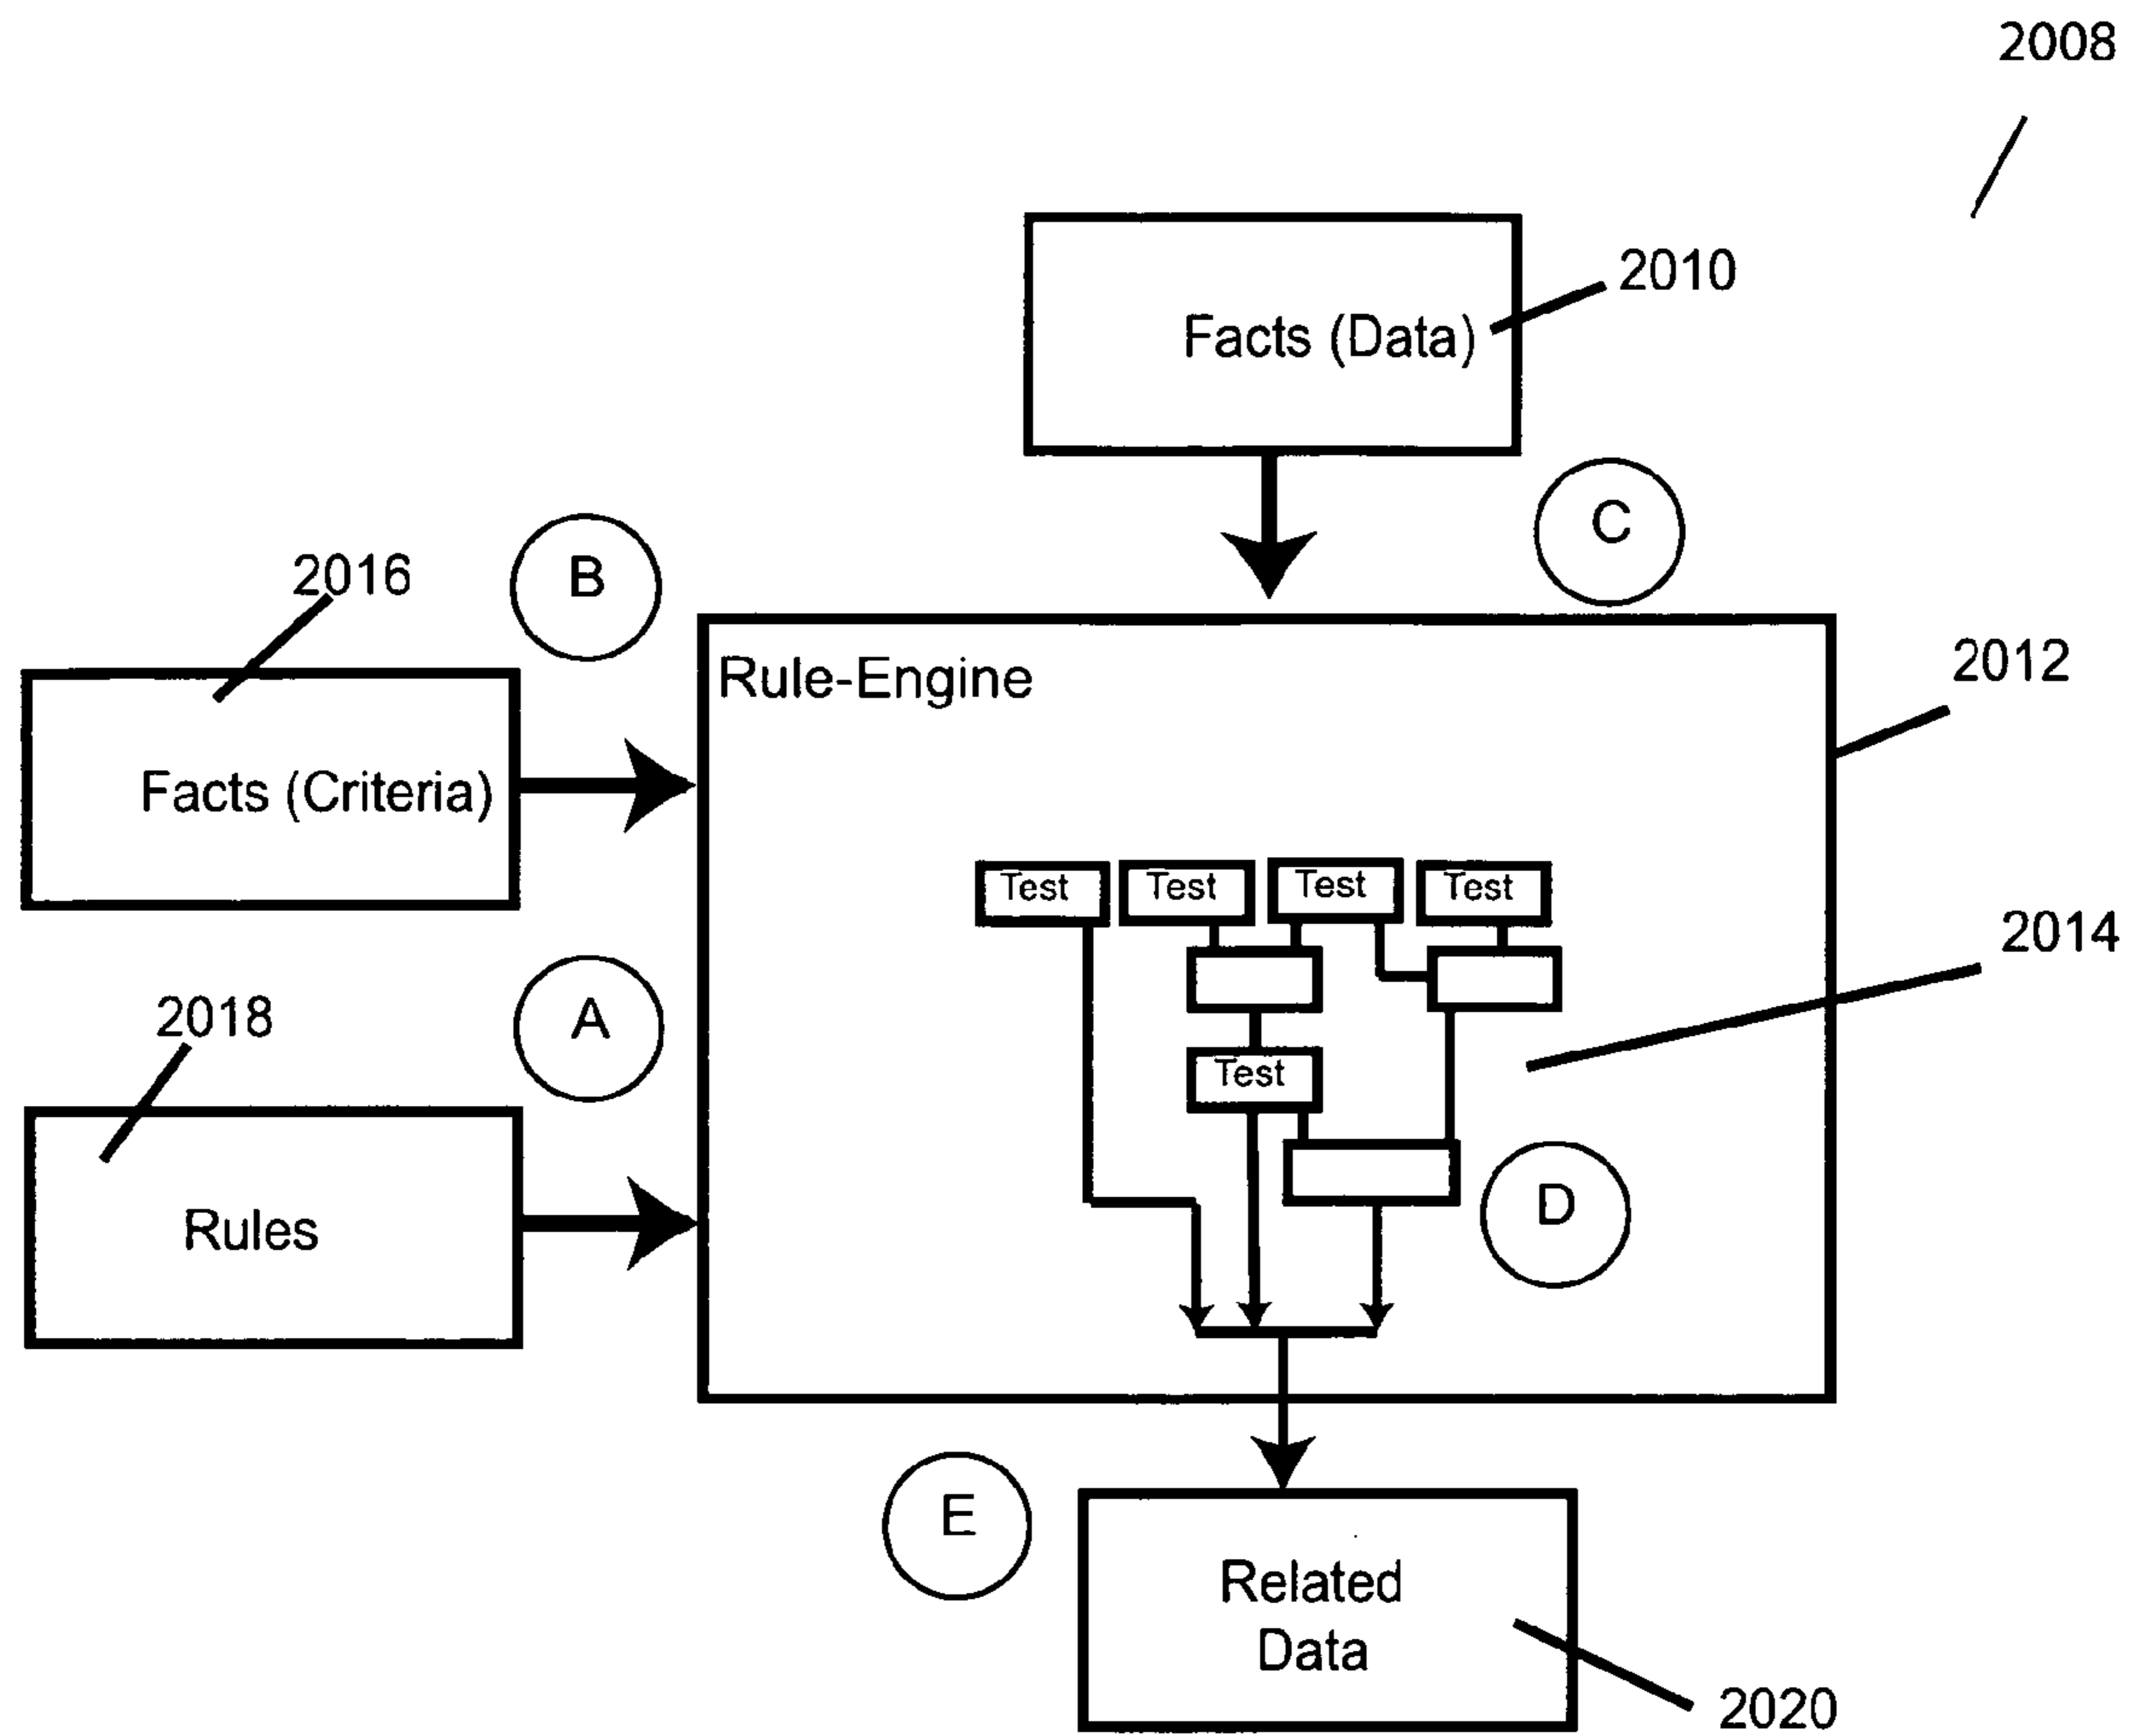 2008
2010
Facts (Data)
C
2016
B
Rule-Engine
2012
Facts (Criteria)
Test Test Test Test
2014
2018
A
Test
D
Rules
E
Related
Data
2020